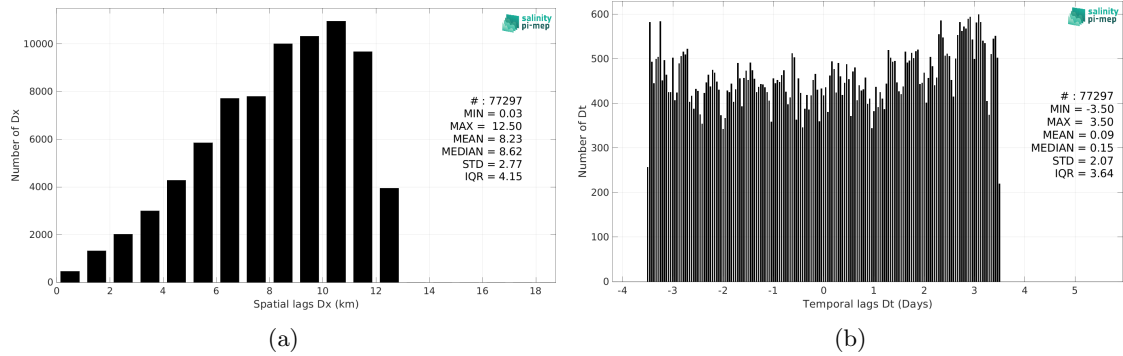 salinity
pi-mep
10000
8000
6000
4000
2000
0
Number of Dx
# : 77297
MIN = 0.03
MAX = 12.50
MEAN = 8.23
MEDIAN = 8.62
STD = 2.77
IQR = 4.15
0 2 4 6 8 10 12 14 16 18
Spatial lags Dx (km)
(a)
salinity
pi-mep
600
500
400
300
200
100
0
Number of Dt
# : 77297
MIN = -3.50
MAX = 3.50
MEAN = 0.09
MEDIAN = 0.15
STD = 2.07
IQR = 3.64
-4 -3 -2 -1 0 1 2 3 4 5
Temporal lags Dt (Days)
(b)